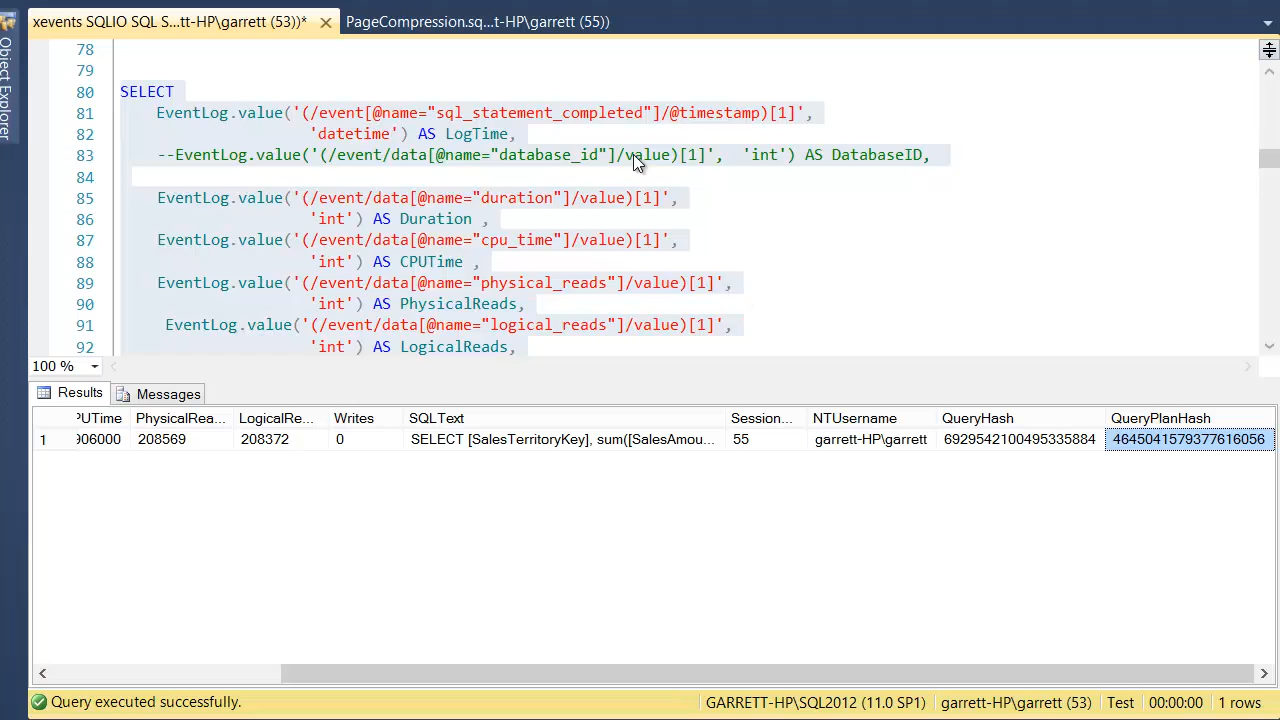 xevents SQLIO SQL S...tt-HP\garrett (53))* PageCompression.sq...t-HP\garrett (55))
Object Explorer
78
79
80 SELECT
81 EventLog.value('(/event[@name="sql_statement_completed"]/@timestamp)[1]',
82 'datetime') AS LogTime,
83 --EventLog.value('(/event/data[@name="database_id"]/value)[1]', 'int') AS DatabaseID,
84
85 EventLog.value('(/event/data[@name="duration"]/value)[1]',
86 'int') AS Duration ,
87 EventLog.value('(/event/data[@name="cpu_time"]/value)[1]',
88 'int') AS CPUTime ,
89 EventLog.value('(/event/data[@name="physical_reads"]/value)[1]',
90 'int') AS PhysicalReads,
91 EventLog.value('(/event/data[@name="logical_reads"]/value)[1]',
92 'int') AS LogicalReads,
100 %
Results Messages
PUTime PhysicalRea... LogicalRe... Writes SQLText Session... NTUsername QueryHash QueryPlanHash
1 906000 208569 208372 0 SELECT [SalesTerritoryKey], sum([SalesAmou... 55 garrett-HP\garrett 6929542100495335884 4645041579377616056
Query executed successfully. GARRETT-HP\SQL2012 (11.0 SP1) garrett-HP\garrett (53) Test 00:00:00 1 rows